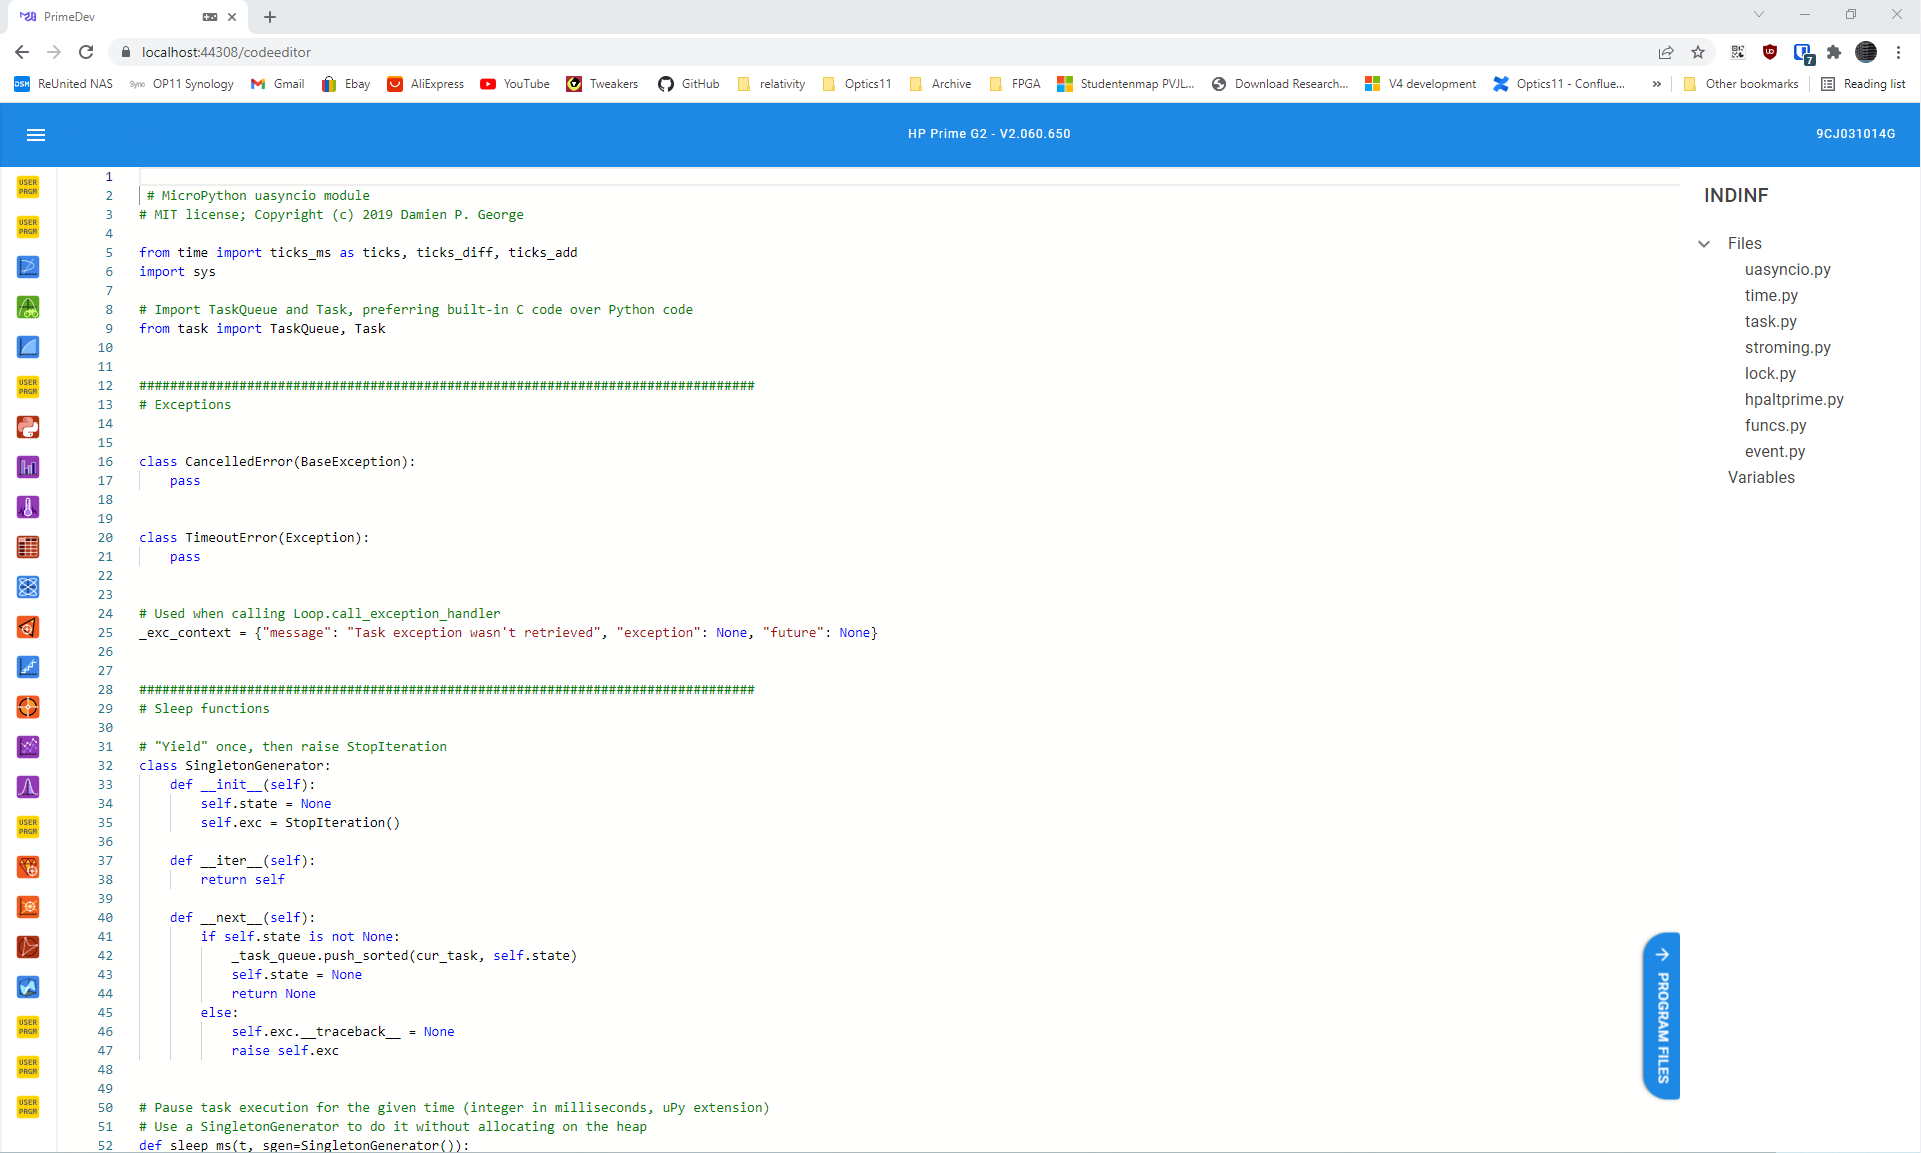 PrimeDev
localhost:44308/codeeditor
7
DSM ReUnited NAS Sync OP11 Synology Gmail Ebay AliExpress YouTube Tweakers GitHub relativity Optics11 Archive FPGA Studentenmap PVJL... Download Research... V4 development Optics11 - Conflue... » Other bookmarks Reading list
HP Prime G2 - V2.060.650
9CJ031014G
USER PRGM
USER PRGM
USER PRGM
USER PRGM
USER PRGM
USER PRGM
USER PRGM
1
2 # MicroPython uasyncio module
3 # MIT license; Copyright (c) 2019 Damien P. George
4
5 from time import ticks_ms as ticks, ticks_diff, ticks_add
6 import sys
7
8 # Import TaskQueue and Task, preferring built-in C code over Python code
9 from task import TaskQueue, Task
10
11
12 ################################################################################
13 # Exceptions
14
15
16 class CancelledError(BaseException):
17 pass
18
19
20 class TimeoutError(Exception):
21 pass
22
23
24 # Used when calling Loop.call_exception_handler
25 _exc_context = {"message": "Task exception wasn't retrieved", "exception": None, "future": None}
26
27
28 ################################################################################
29 # Sleep functions
30
31 # "Yield" once, then raise StopIteration
32 class SingletonGenerator:
33 def __init__(self):
34 self.state = None
35 self.exc = StopIteration()
36
37 def __iter__(self):
38 return self
39
40 def __next__(self):
41 if self.state is not None:
42 _task_queue.push_sorted(cur_task, self.state)
43 self.state = None
44 return None
45 else:
46 self.exc.__traceback__ = None
47 raise self.exc
48
49
50 # Pause task execution for the given time (integer in milliseconds, uPy extension)
51 # Use a SingletonGenerator to do it without allocating on the heap
52 def sleep_ms(t, sgen=SingletonGenerator()):
INDINF
Files
uasyncio.py
time.py
task.py
stroming.py
lock.py
hpaltprime.py
funcs.py
event.py
Variables
PROGRAM FILES